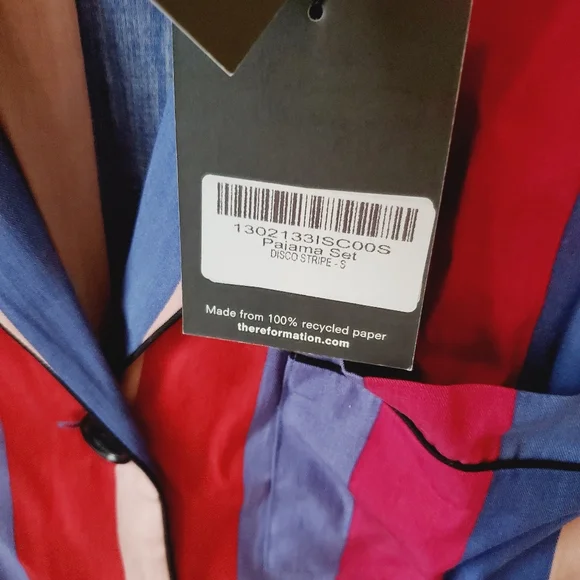 1302133ISC00S
Pajama Set
DISCO STRIPE - S
Made from 100% recycled paper
thereformation.com